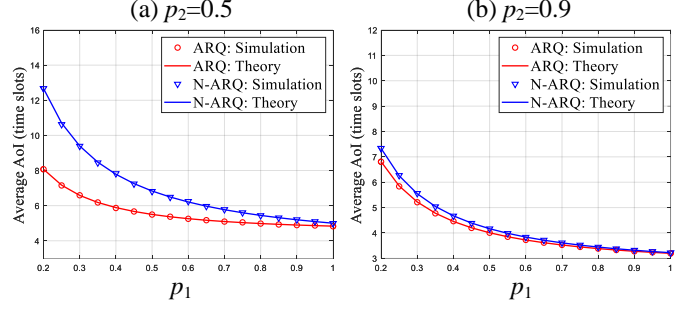 (a) p2=0.5
16
14
12
10
8
6
4
Average AoI (time slots)
ARQ: Simulation
ARQ: Theory
N-ARQ: Simulation
N-ARQ: Theory
0.2 0.3 0.4 0.5 0.6 0.7 0.8 0.9 1
p1
(b) p2=0.9
12
11
10
9
8
7
6
5
4
3
Average AoI (time slots)
ARQ: Simulation
ARQ: Theory
N-ARQ: Simulation
N-ARQ: Theory
0.2 0.3 0.4 0.5 0.6 0.7 0.8 0.9 1
p1